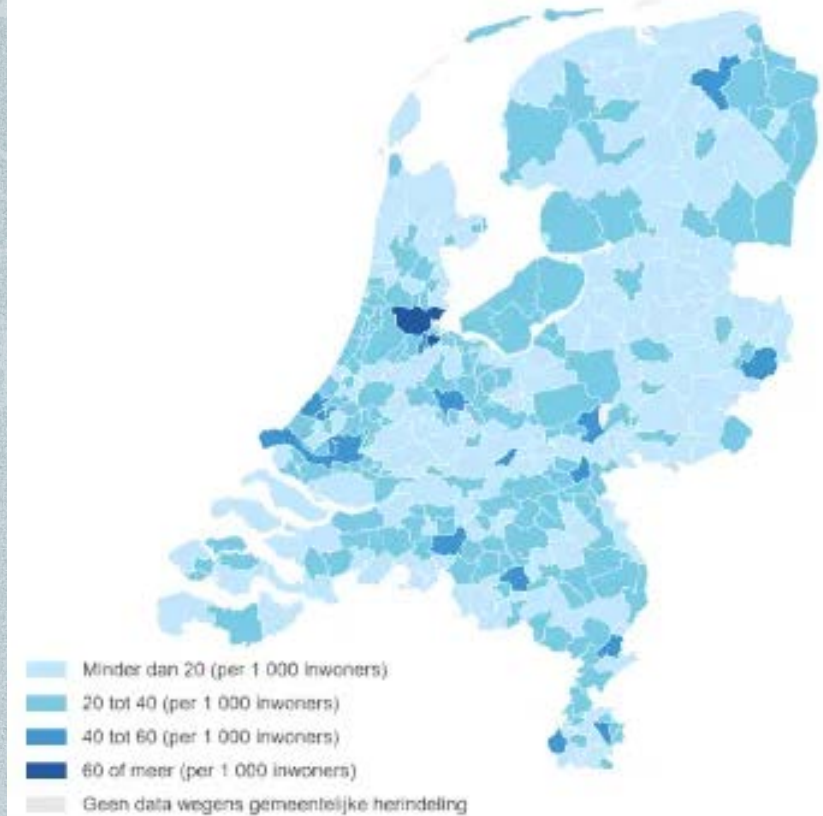 Minder dan 20 (per 1 000 inwoners)
20 tot 40 (per 1 000 inwoners)
40 tot 60 (per 1 000 inwoners)
60 of meer (per 1 000 inwoners)
Geen data wegens gemeentelijke herindeling